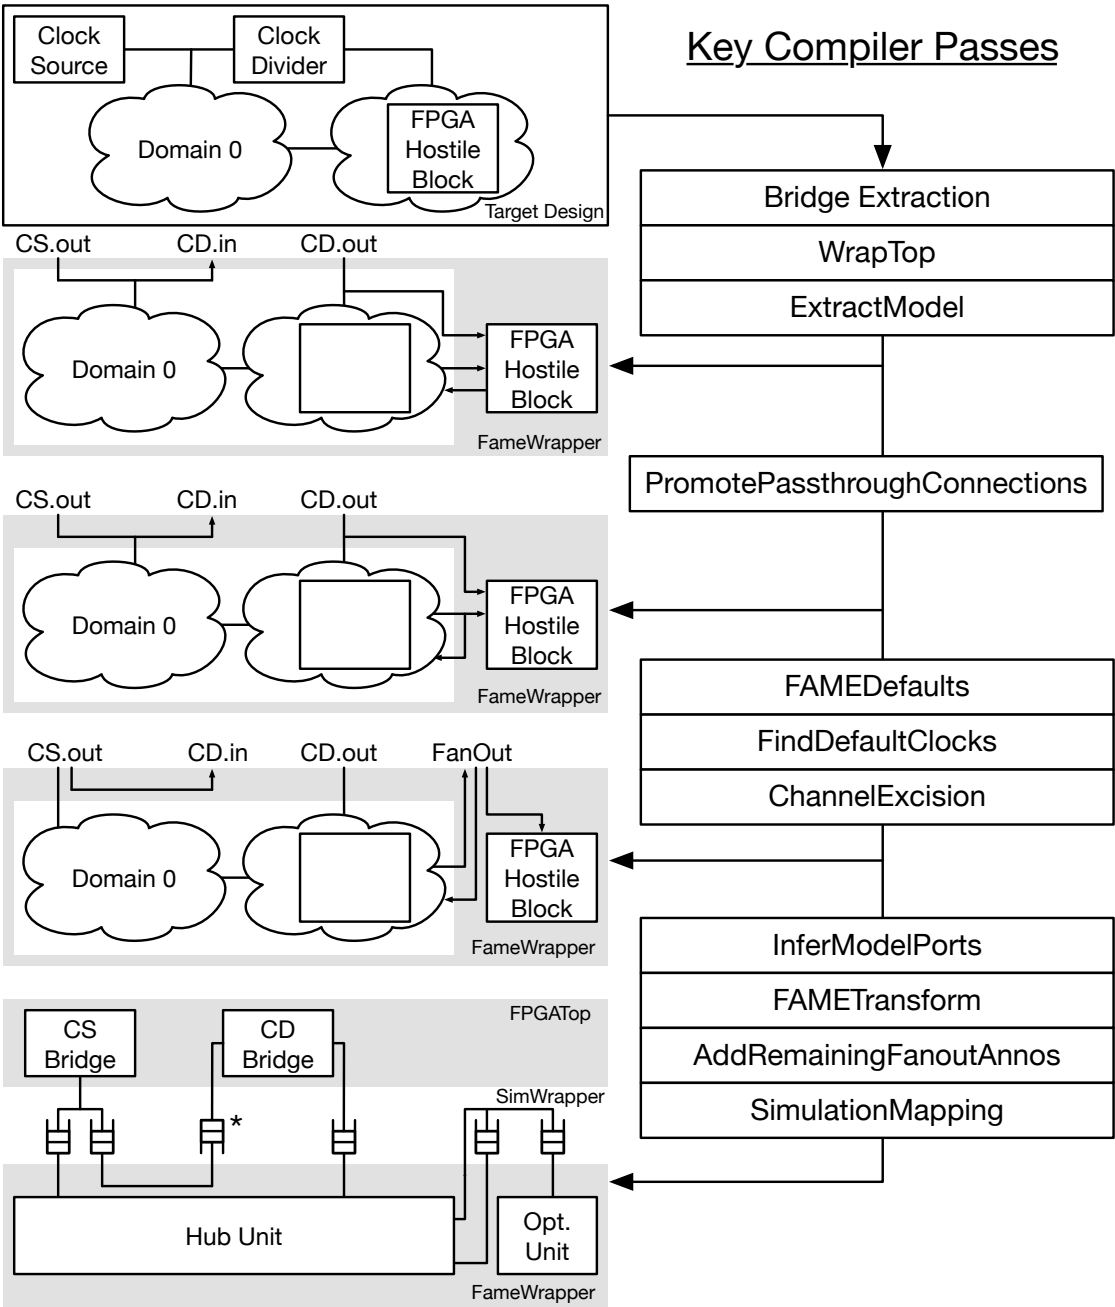 Key Compiler Passes
Clock
Source
Clock
Divider
Domain 0
FPGA
Hostile
Block
Target Design
CS.out
CD.in
CD.out
Domain 0
FPGA
Hostile
Block
FameWrapper
CS.out
CD.in
CD.out
Domain 0
FPGA
Hostile
Block
FameWrapper
CS.out
CD.in
CD.out
FanOut
Domain 0
FPGA
Hostile
Block
FameWrapper
FPGATop
CS
Bridge
CD
Bridge
SimWrapper
*
Hub Unit
Opt.
Unit
FameWrapper
Bridge Extraction
WrapTop
ExtractModel
PromotePassthroughConnections
FAMEDefaults
FindDefaultClocks
ChannelExcision
InferModelPorts
FAMETransform
AddRemainingFanoutAnnos
SimulationMapping